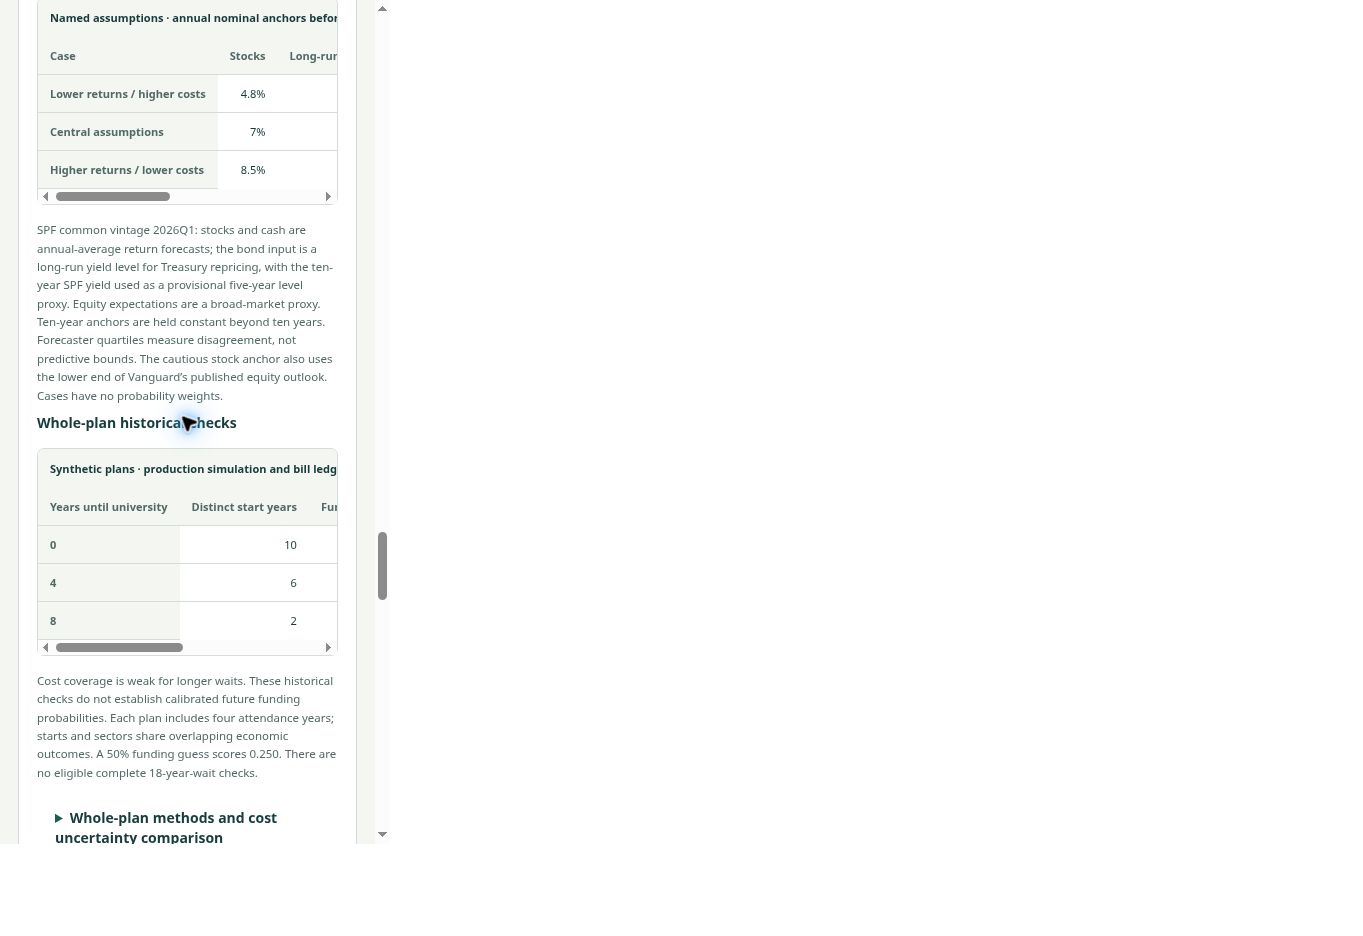 Named assumptions · annual nominal anchors befor
Case Stocks Long-run
Lower returns / higher costs 4.8%
Central assumptions 7%
Higher returns / lower costs 8.5%
SPF common vintage 2026Q1: stocks and cash are
annual-average return forecasts; the bond input is a
long-run yield level for Treasury repricing, with the ten-
year SPF yield used as a provisional five-year level
proxy. Equity expectations are a broad-market proxy.
Ten-year anchors are held constant beyond ten years.
Forecaster quartiles measure disagreement, not
predictive bounds. The cautious stock anchor also uses
the lower end of Vanguard’s published equity outlook.
Cases have no probability weights.
Whole-plan historical checks
Synthetic plans · production simulation and bill ledg
Years until university Distinct start years Fur
0 10
4 6
8 2
Cost coverage is weak for longer waits. These historical
checks do not establish calibrated future funding
probabilities. Each plan includes four attendance years;
starts and sectors share overlapping economic
outcomes. A 50% funding guess scores 0.250. There are
no eligible complete 18-year-wait checks.
Whole-plan methods and cost
uncertainty comparison